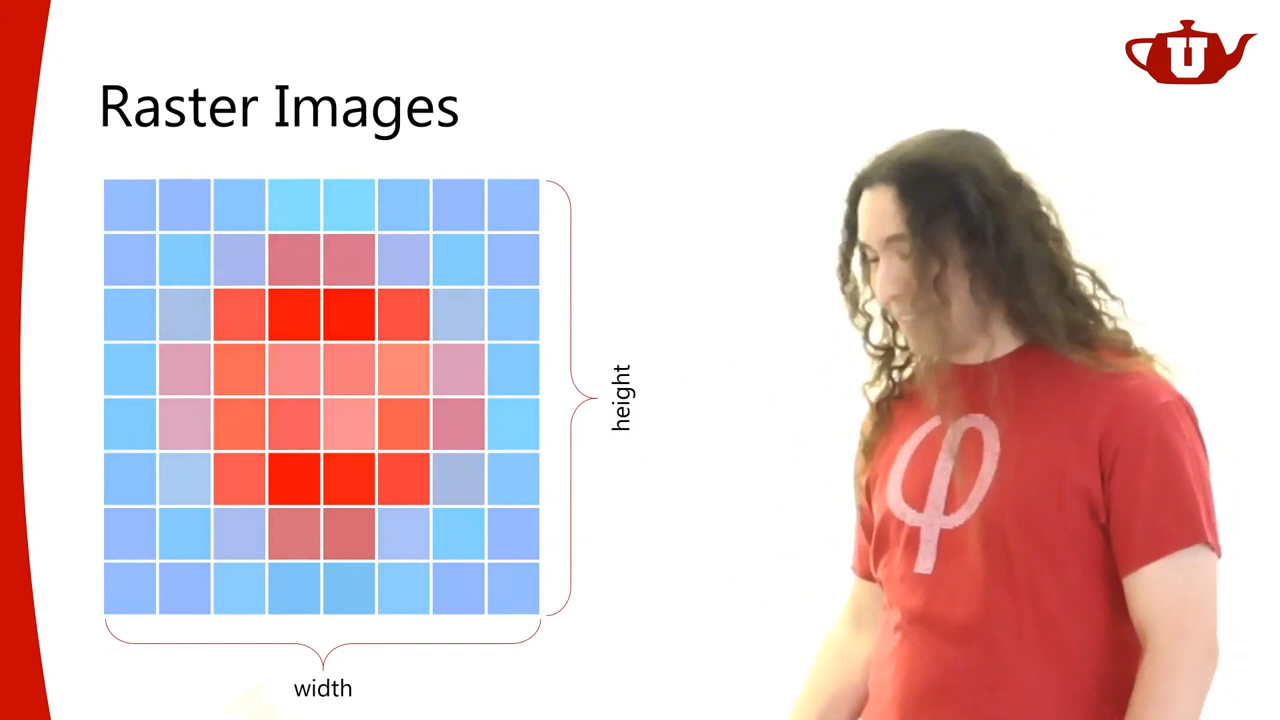 U
Raster Images
height
width
φ